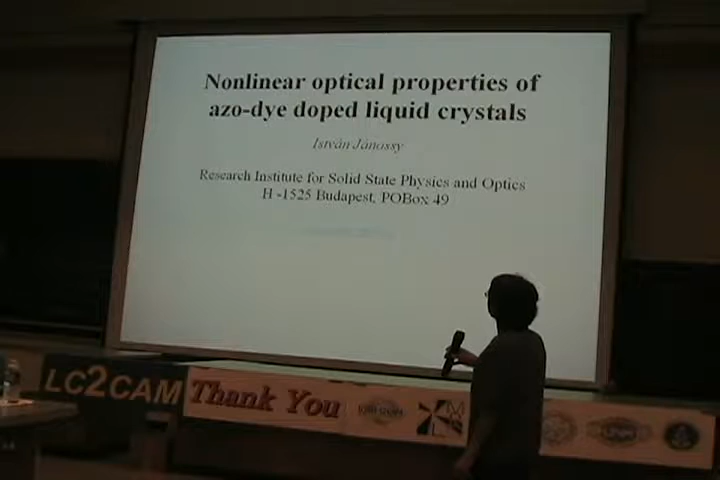 Nonlinear optical properties of
azo-dye doped liquid crystals
István Jánossy
Research Institute for Solid State Physics and Optics
H -1525 Budapest, POBox 49
LC2CAM
Thank You